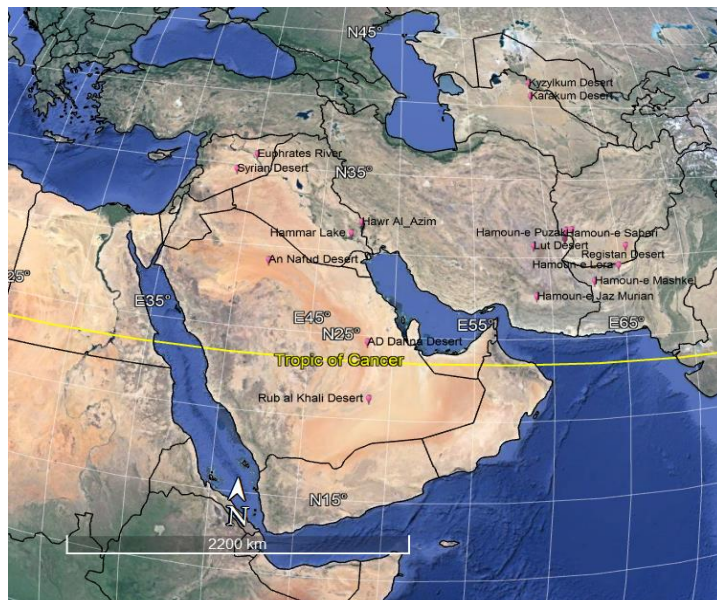 N45°
Kyzylkum Desert
Karakum Desert
Euphrates River
Syrian Desert
N35°
Hawr Al_Azim
Hammar Lake
Hamoun-e Puzak
Hamoun-e Saberi
Lut Desert
Registan Desert
An Nafud Desert
Hamoun-e Lora
25°
Hamoun-e Mashkel
E35°
Hamoun-e Jaz Murian
E45°
E55°
E65°
N25°
AD Dahna Desert
Tropic of Cancer
Rub al Khali Desert
N15°
N
2200 km